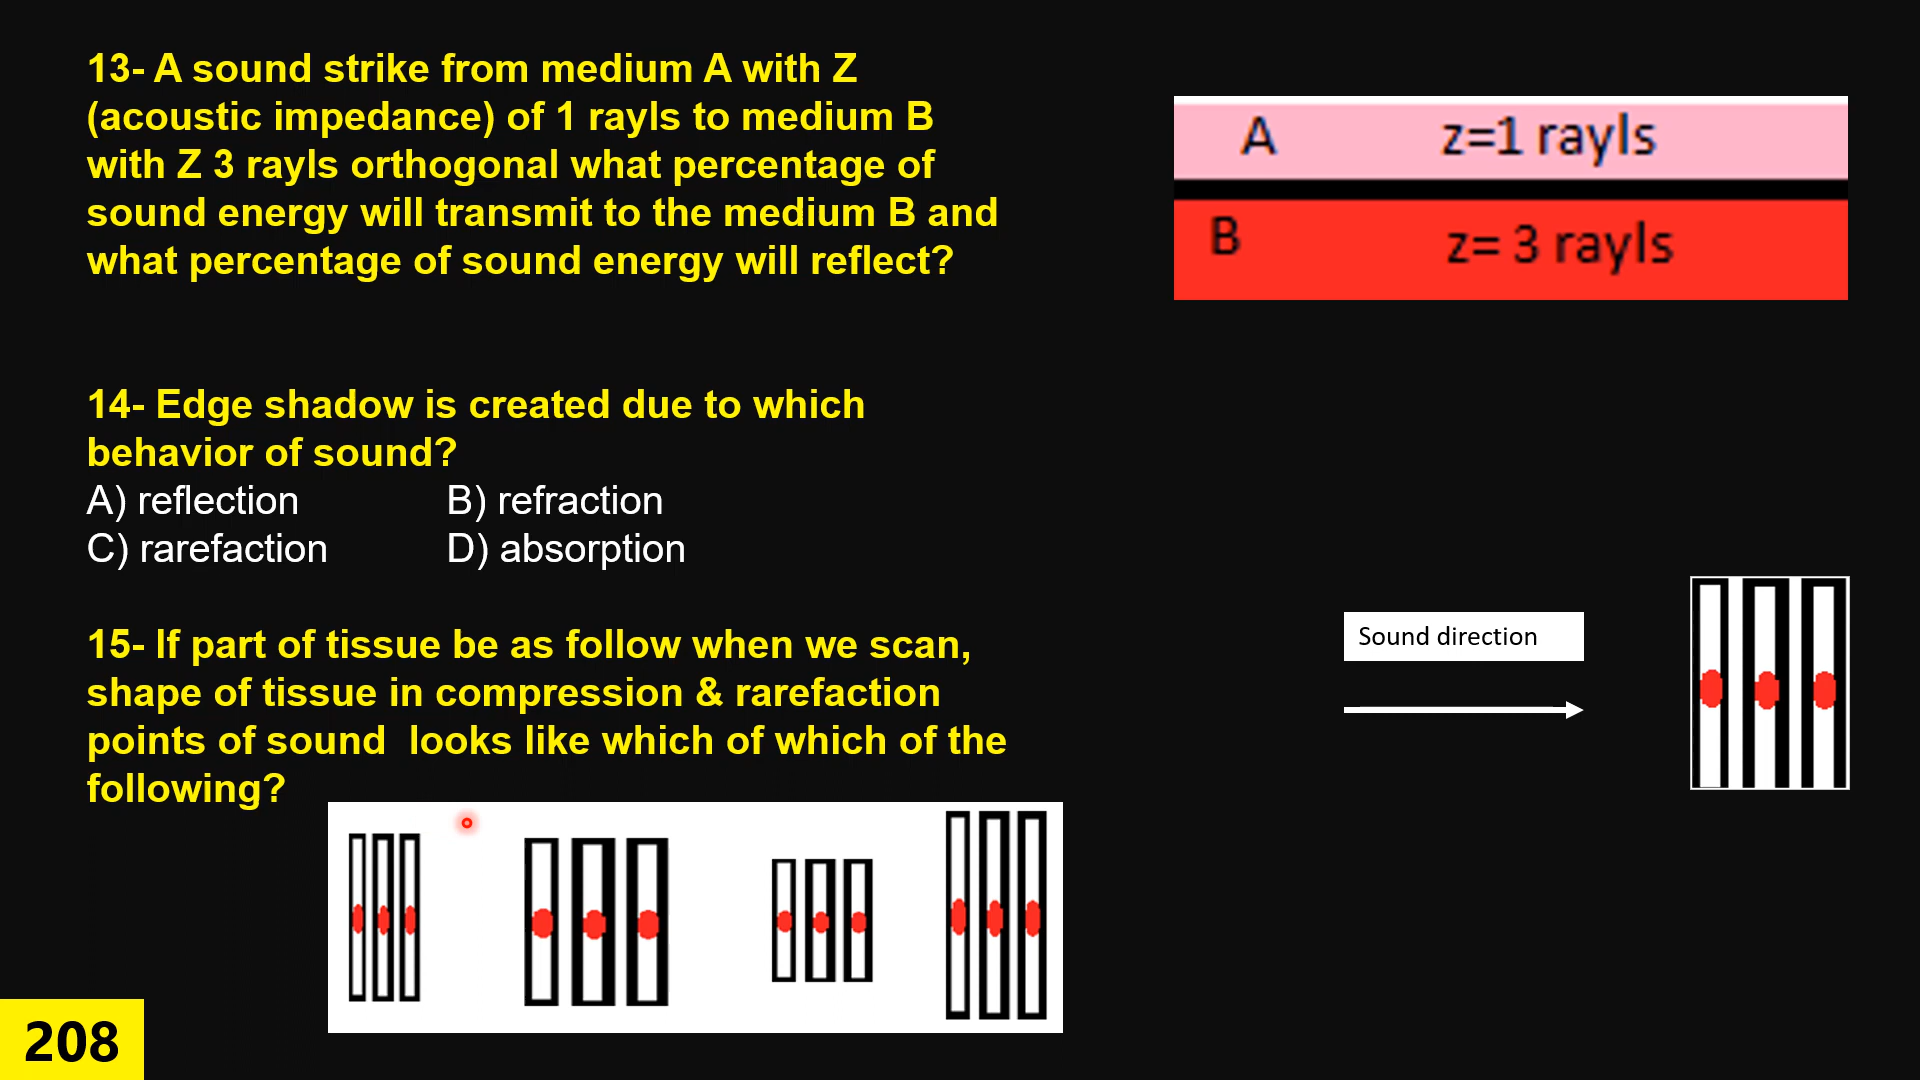 13- A sound strike from medium A with Z
(acoustic impedance) of 1 rayls to medium B
with Z 3 rayls orthogonal what percentage of
sound energy will transmit to the medium B and
what percentage of sound energy will reflect?
A z=1 rayls
B z= 3 rayls
14- Edge shadow is created due to which
behavior of sound?
A) reflection B) refraction
C) rarefaction D) absorption
15- If part of tissue be as follow when we scan,
shape of tissue in compression & rarefaction
points of sound looks like which of which of the
following?
Sound direction
208